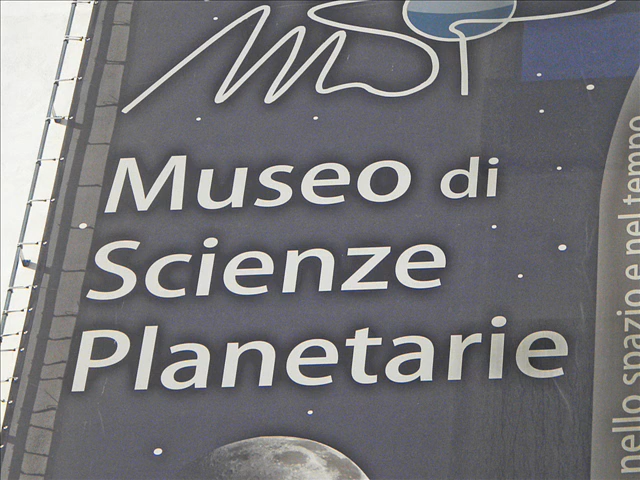 Museo di
Scienze
Planetarie
nello spazio e nel tempo